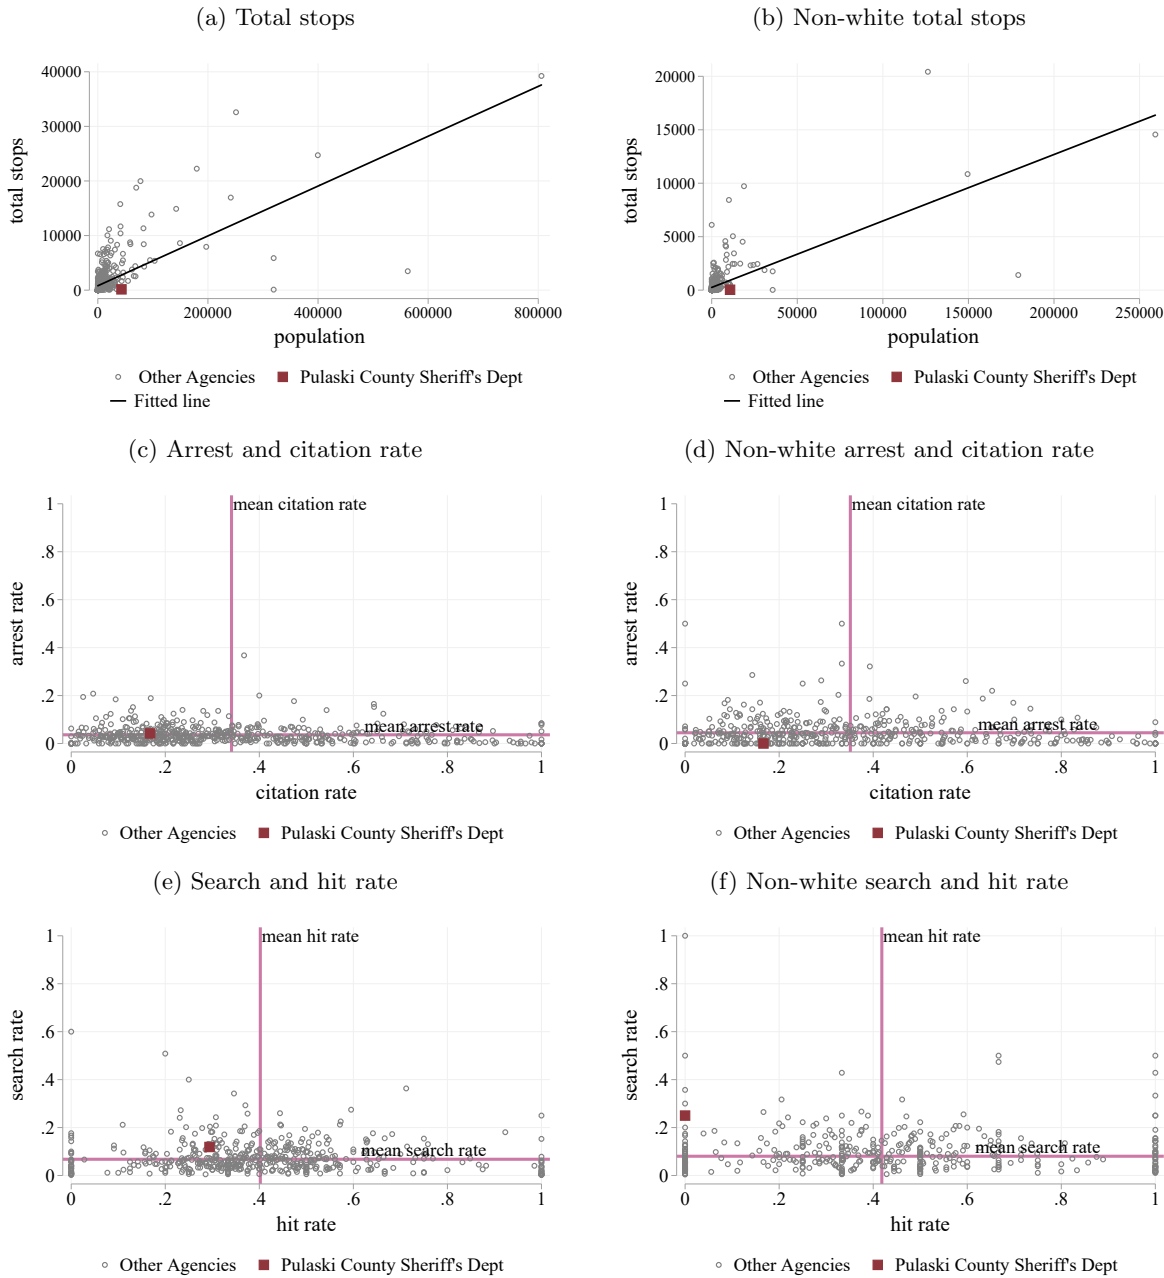 (a) Total stops
40000
30000
20000
10000
0
total stops
0 200000 400000 600000 800000
population
Other Agencies Pulaski County Sheriff's Dept
Fitted line
(b) Non-white total stops
20000
15000
10000
5000
0
total stops
0 50000 100000 150000 200000 250000
population
Other Agencies Pulaski County Sheriff's Dept
Fitted line
(c) Arrest and citation rate
1
.8
.6
.4
.2
0
arrest rate
mean citation rate
mean arrest rate
0 .2 .4 .6 .8 1
citation rate
Other Agencies Pulaski County Sheriff's Dept
(d) Non-white arrest and citation rate
1
.8
.6
.4
.2
0
arrest rate
mean citation rate
mean arrest rate
0 .2 .4 .6 .8 1
citation rate
Other Agencies Pulaski County Sheriff's Dept
(e) Search and hit rate
1
.8
.6
.4
.2
0
search rate
mean hit rate
mean search rate
0 .2 .4 .6 .8 1
hit rate
Other Agencies Pulaski County Sheriff's Dept
(f) Non-white search and hit rate
1
.8
.6
.4
.2
0
search rate
mean hit rate
mean search rate
0 .2 .4 .6 .8 1
hit rate
Other Agencies Pulaski County Sheriff's Dept